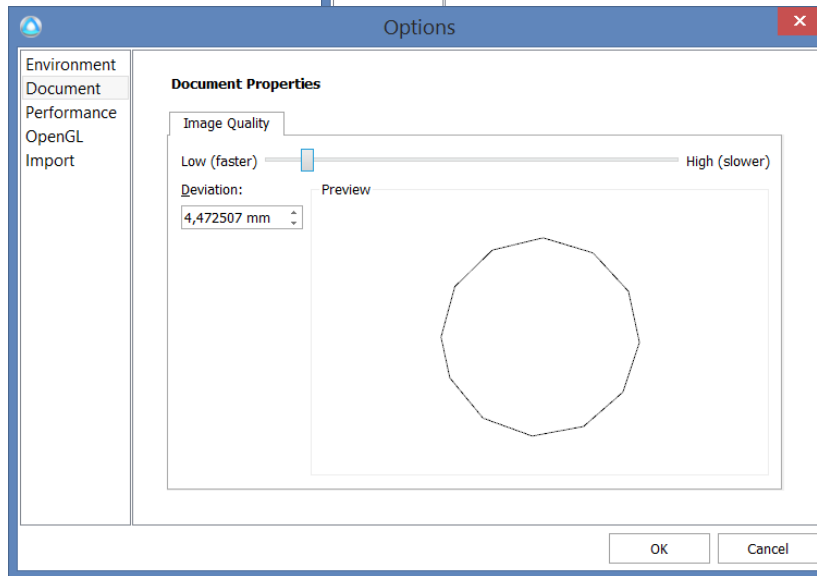 Options
Environment
Document
Performance
OpenGL
Import
Document Properties
Image Quality
Low (faster)
High (slower)
Deviation:
Preview
4,472507 mm
OK
Cancel